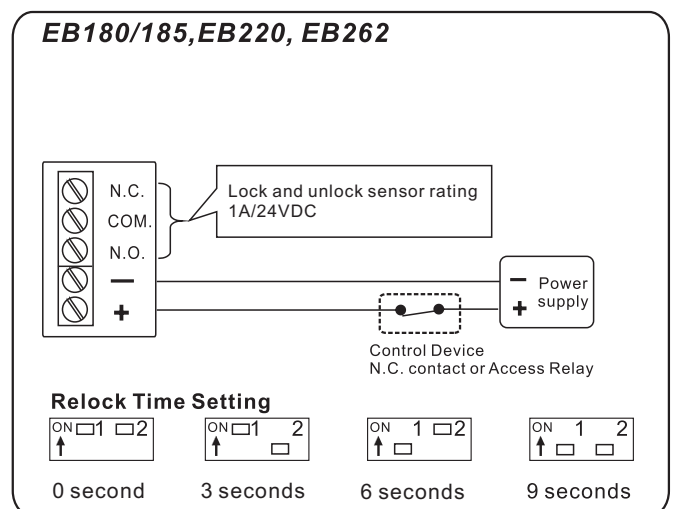 EB180/185,EB220, EB262
N.C.
COM.
N.O.
—
+
Lock and unlock sensor rating
1A/24VDC
— Power
+ supply
Control Device
N.C. contact or Access Relay
Relock Time Setting
ON 1 2
ON 1 2
ON 1 2
ON 1 2
0 second
3 seconds
6 seconds
9 seconds